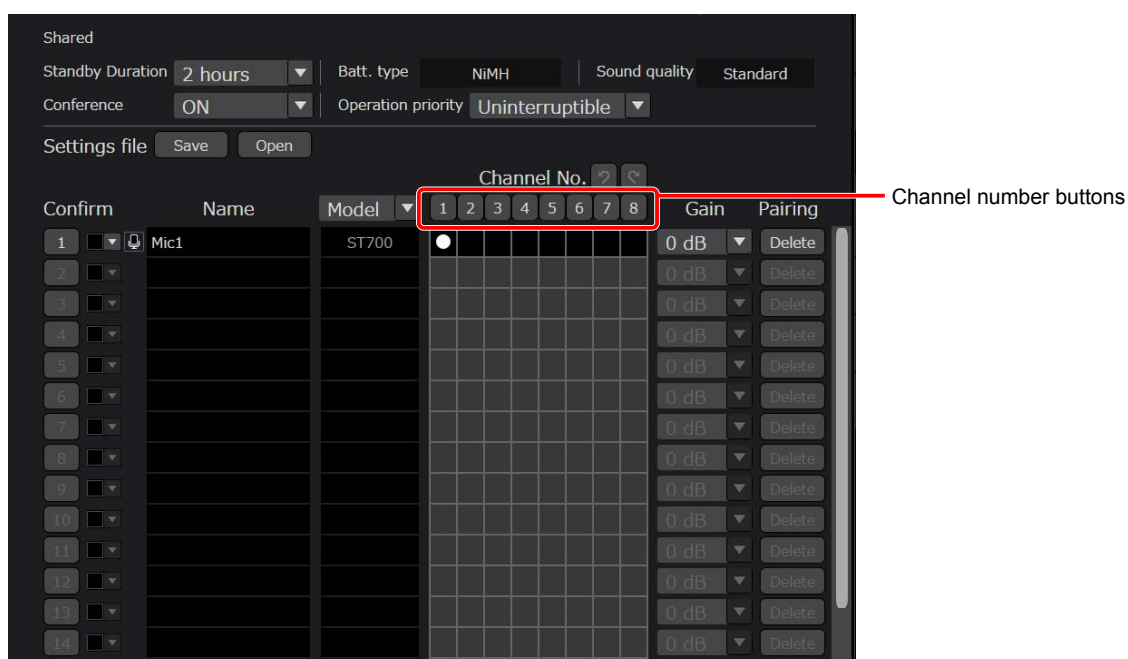 Shared
Standby Duration 2 hours Batt. type NiMH Sound quality Standard
Conference ON Operation priority Uninterruptible
Settings file Save Open
Channel No.
Confirm Name Model 1 2 3 4 5 6 7 8 Gain Pairing
Channel number buttons
1 Mic1 ST700 0 dB Delete
2 0 dB Delete
3 0 dB Delete
4 0 dB Delete
5 0 dB Delete
6 0 dB Delete
7 0 dB Delete
8 0 dB Delete
9 0 dB Delete
10 0 dB Delete
11 0 dB Delete
12 0 dB Delete
13 0 dB Delete
14 0 dB Delete